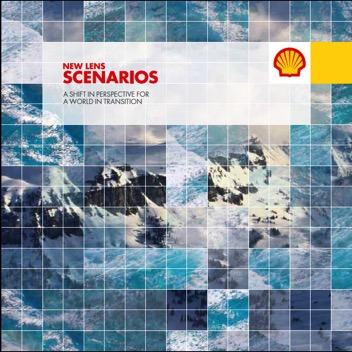 NEW LENS
SCENARIOS
A SHIFT IN PERSPECTIVE FOR
A WORLD IN TRANSITION